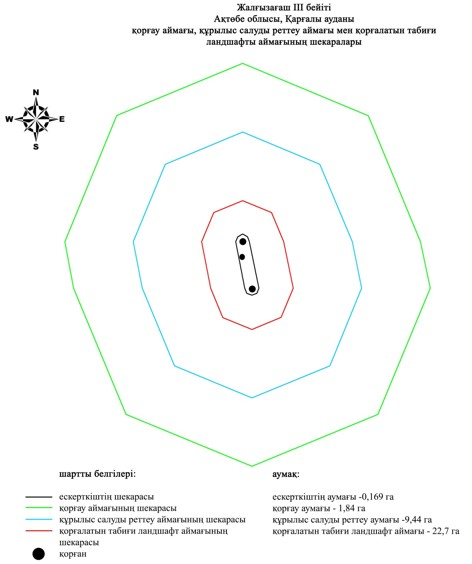 Жалғызағаш III бейіті
Ақтөбе облысы, Қарғалы ауданы
қорғау аймағы, құрылыс салуды реттеу аймағы мен қорғалатын табиғи
ландшафты аймағының шекаралары
N
W E
S
шартты белгілері: аумақ:
ескерткіштің шекарасы ескерткіштің аумағы -0,169 га
қорғау аймағының шекарасы қорғау аумағы - 1,84 га
құрылыс салуды реттеу аймағының шекарасы құрылыс салуды реттеу аумағы -9,44 га
қорғалатын табиғи ландшафт аймағының қорғалатын табиғи ландшафт аймағы - 22,7 га
шекарасы
қорған